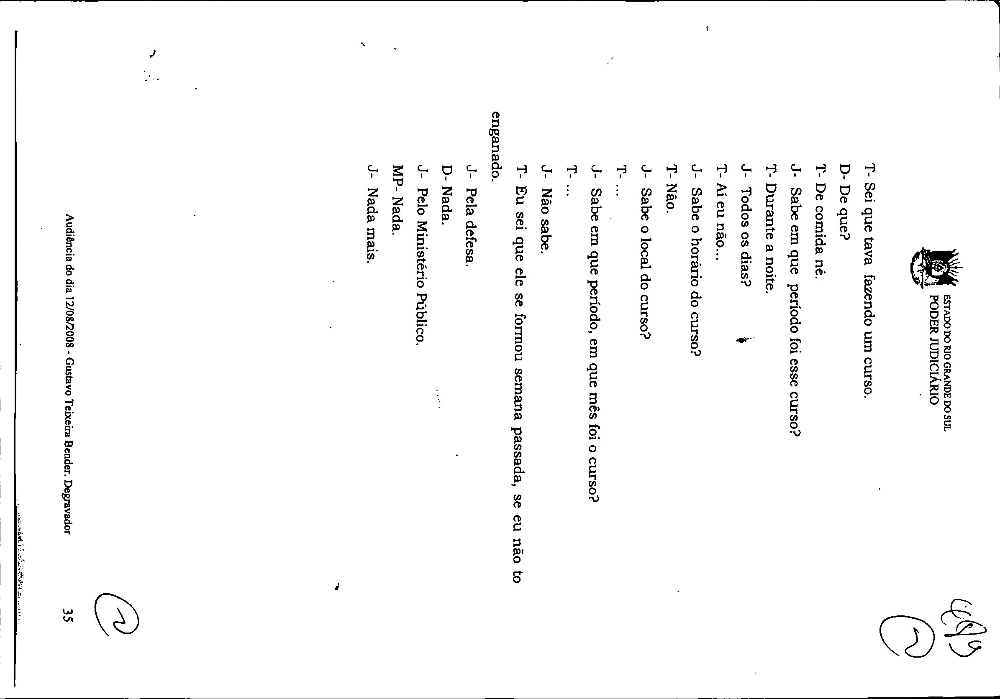 ESTADO DO RIO GRANDE DO SUL
PODER JUDICIÁRIO
T- Sei que tava fazendo um curso.
D- De que?
T- De comida né.
J- Sabe em que período foi esse curso?
T- Durante a noite.
J- Todos os dias?
T- Aí eu não...
J- Sabe o horário do curso?
T- Não.
J- Sabe o local do curso?
T- ...
J- Sabe em que período, em que mês foi o curso?
T- ...
J- Não sabe.
T- Eu sei que ele se formou semana passada, se eu não to
enganado.
J- Pela defesa.
D- Nada.
J- Pelo Ministério Público.
MP- Nada.
J- Nada mais.
Audiência do dia 12/08/2008 - Gustavo Teixeira Bender. Degravador 35